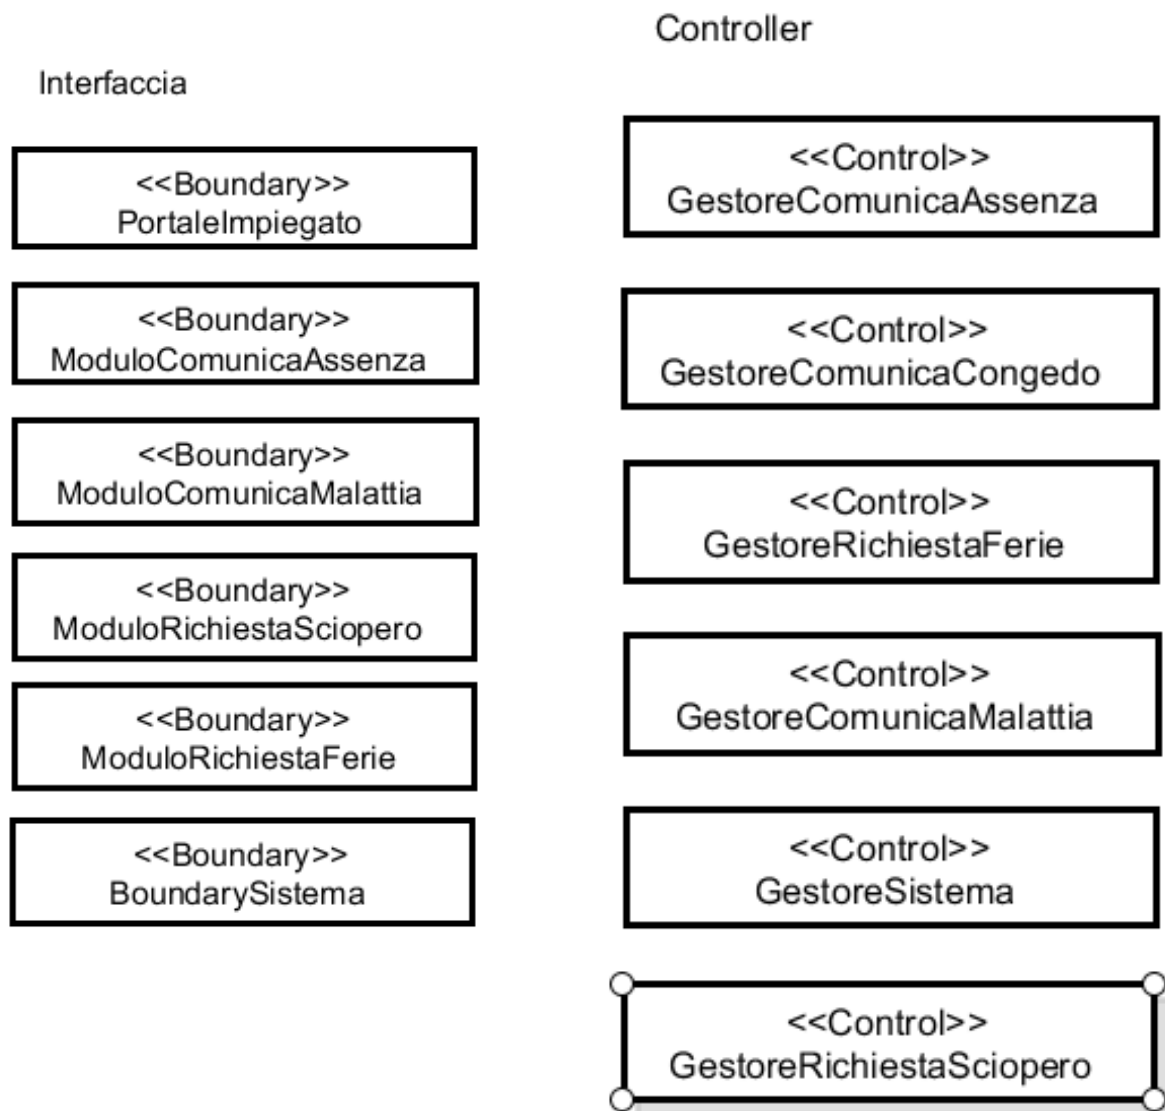 Interfaccia
<<Boundary>>
PortaleImpiegato
<<Boundary>>
ModuloComunicaAssenza
<<Boundary>>
ModuloComunicaMalattia
<<Boundary>>
ModuloRichiestaSciopero
<<Boundary>>
ModuloRichiestaFerie
<<Boundary>>
BoundarySistema
Controller
<<Control>>
GestoreComunicaAssenza
<<Control>>
GestoreComunicaCongedo
<<Control>>
GestoreRichiestaFerie
<<Control>>
GestoreComunicaMalattia
<<Control>>
GestoreSistema
<<Control>>
GestoreRichiestaSciopero